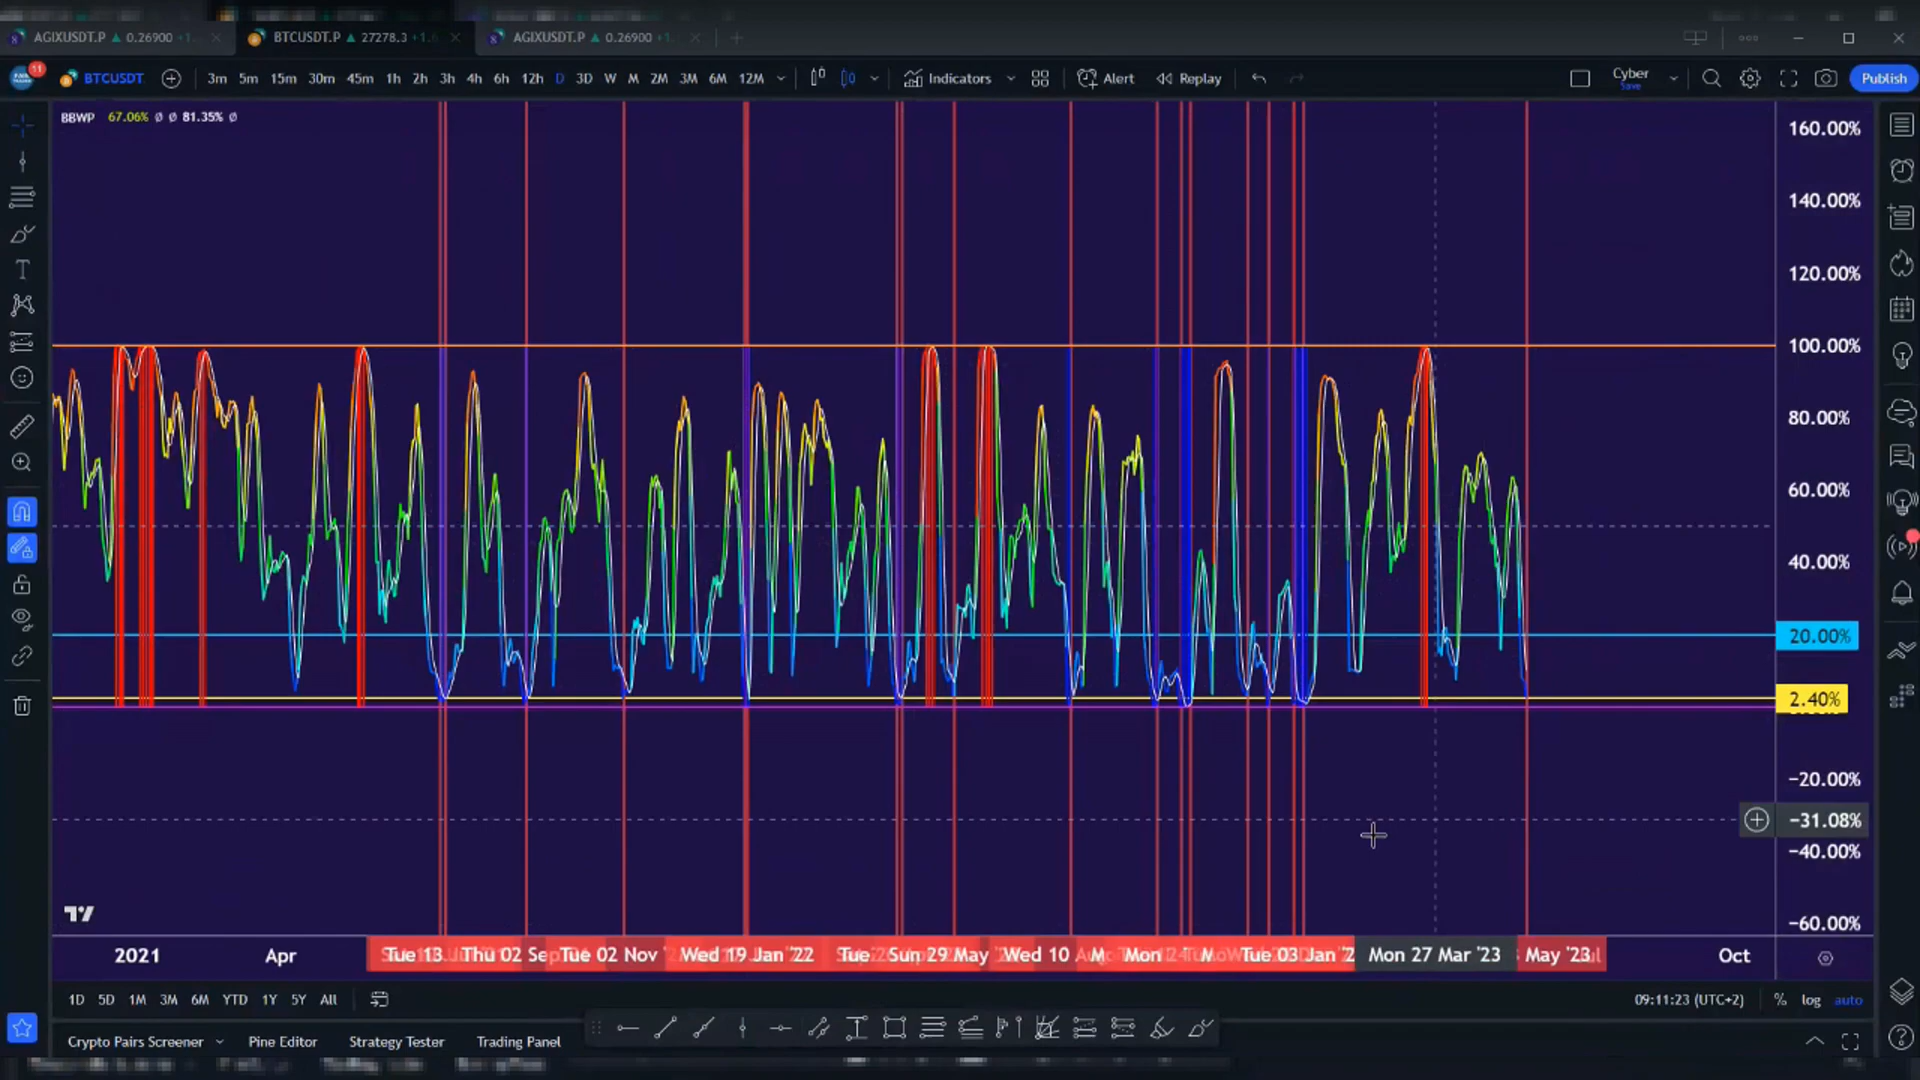 AGIXUSDT.P ▲ 0.26900 BTCUSDT.P ▲ 27278.3 AGIXUSDT.P ▲ 0.26900
11 BTCUSDT 3m 5m 15m 30m 45m 1h 2h 3h 4h 6h 12h D 3D W M 2M 3M 6M 12M Indicators Alert Replay Cyber Save Publish
BBWP 67.06% ∅ ∅ 81.35% ∅
160.00%
140.00%
120.00%
100.00%
80.00%
60.00%
40.00%
20.00%
2.40%
−20.00%
−31.08%
−40.00%
−60.00%
2021 Apr Tue 13 Thu 02 Se Tue 02 Nov Wed 19 Jan '22 Tue Sun 29 May Wed 10 Mon Tue 03 Jan '2 Mon 27 Mar '23 May '23 Oct
1D 5D 1M 3M 6M YTD 1Y 5Y All 09:11:23 (UTC+2) % log auto
Crypto Pairs Screener Pine Editor Strategy Tester Trading Panel